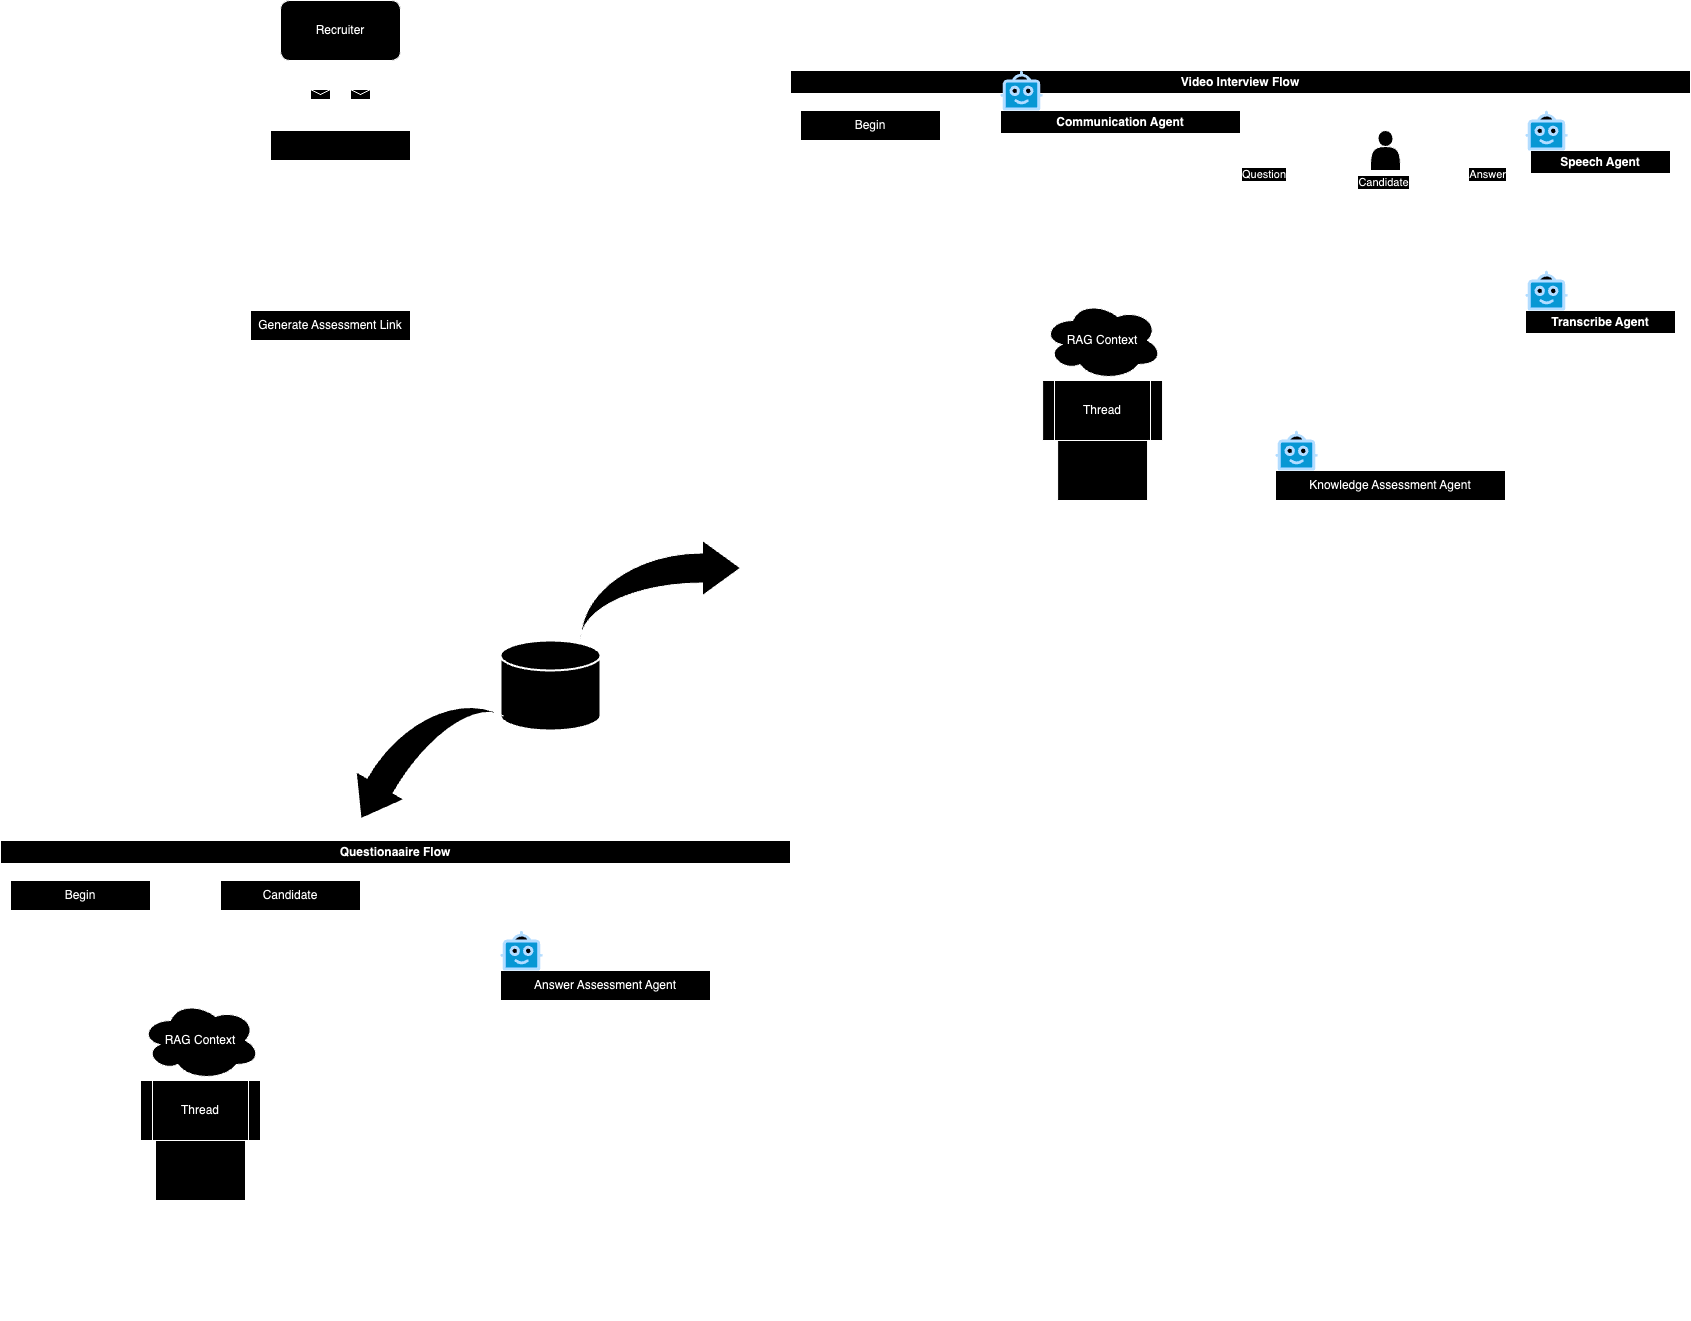 Recruiter
Generate Assessment Link
Video Interview Flow
Begin
Communication Agent
Question
Candidate
Answer
Speech Agent
Transcribe Agent
RAG Context
Thread
Knowledge Assessment Agent
Questionaaire Flow
Begin
Candidate
Answer Assessment Agent
RAG Context
Thread